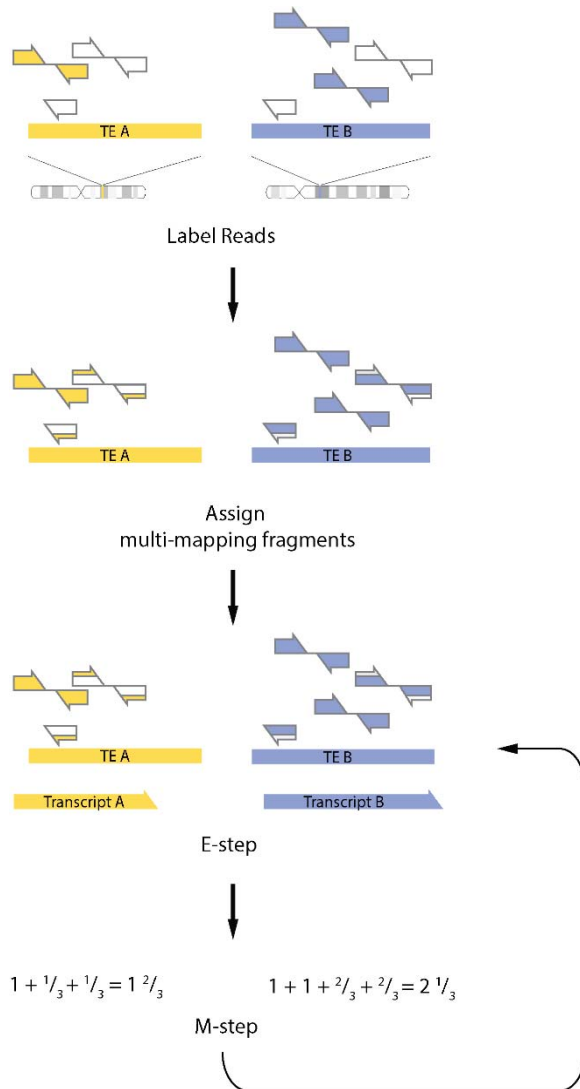 TE A TE B
Label Reads
TE A TE B
Assign
multi-mapping fragments
TE A TE B
Transcript A Transcript B
E-step
1 + 1/3 + 1/3 = 1 2/3 1 + 1 + 2/3 + 2/3 = 2 1/3
M-step